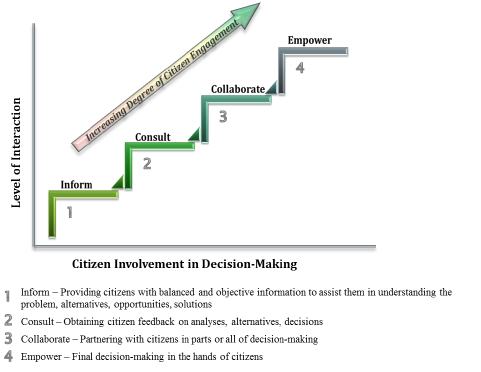 Empower
4
Increasing Degree of Citizen Engagement
Collaborate
3
Consult
2
Inform
1
Level of Interaction
Citizen Involvement in Decision-Making
1 Inform – Providing citizens with balanced and objective information to assist them in understanding the
problem, alternatives, opportunities, solutions
2 Consult – Obtaining citizen feedback on analyses, alternatives, decisions
3 Collaborate – Partnering with citizens in parts or all of decision-making
4 Empower – Final decision-making in the hands of citizens